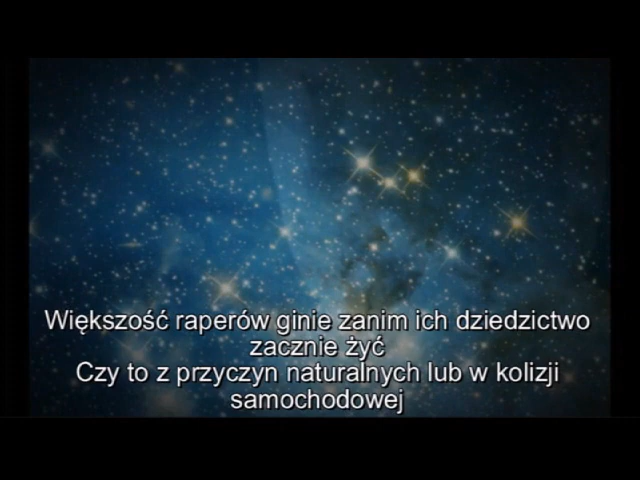 Większość raperów ginie zanim ich dziedzictwo
zacznie żyć
Czy to z przyczyn naturalnych lub w kolizji
samochodowej